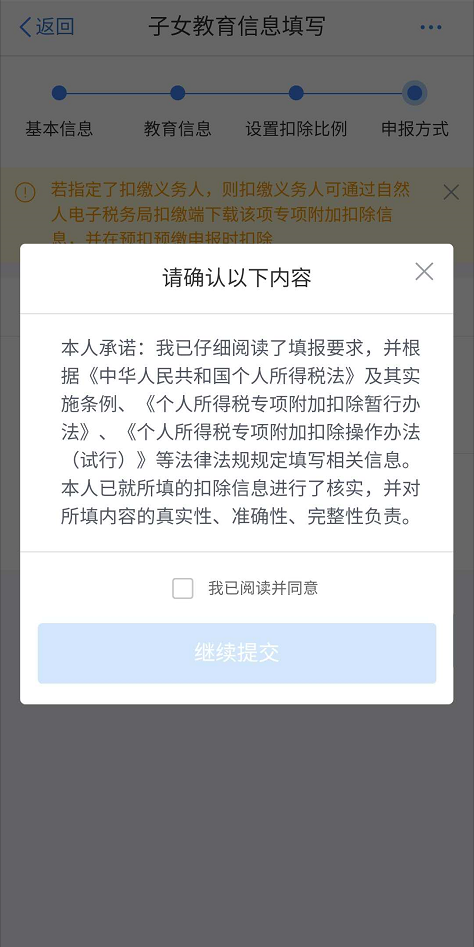 返回
子女教育信息填写
基本信息
教育信息
设置扣除比例
申报方式
若指定了扣缴义务人，则扣缴义务人可通过自然
人电子税务局扣缴端下载该项专项附加扣除信
息，并在预扣预缴申报时扣除
请确认以下内容
本人承诺：我已仔细阅读了填报要求，并根
据《中华人民共和国个人所得税法》及其实
施条例、《个人所得税专项附加扣除暂行办
法》、《个人所得税专项附加扣除操作办法
（试行）》等法律法规规定填写相关信息。
本人已就所填的扣除信息进行了核实，并对
所填内容的真实性、准确性、完整性负责。
我已阅读并同意
继续提交